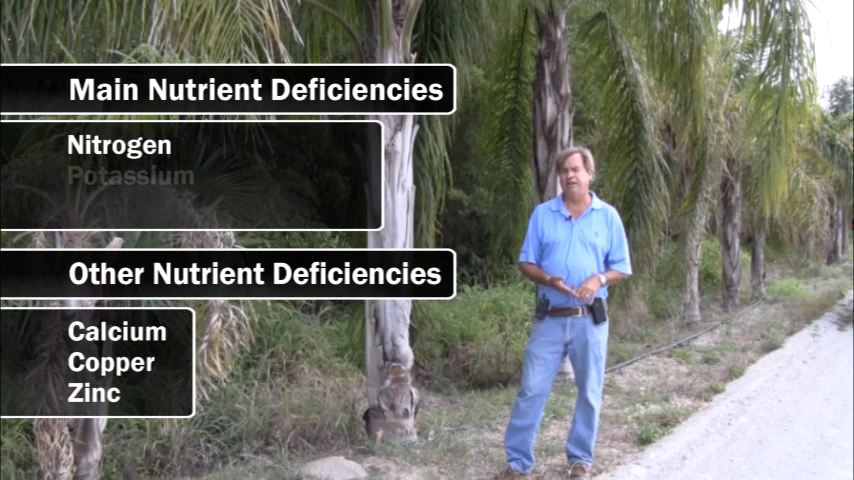 Main Nutrient Deficiencies
Nitrogen
Potassium
Other Nutrient Deficiencies
Calcium
Copper
Zinc